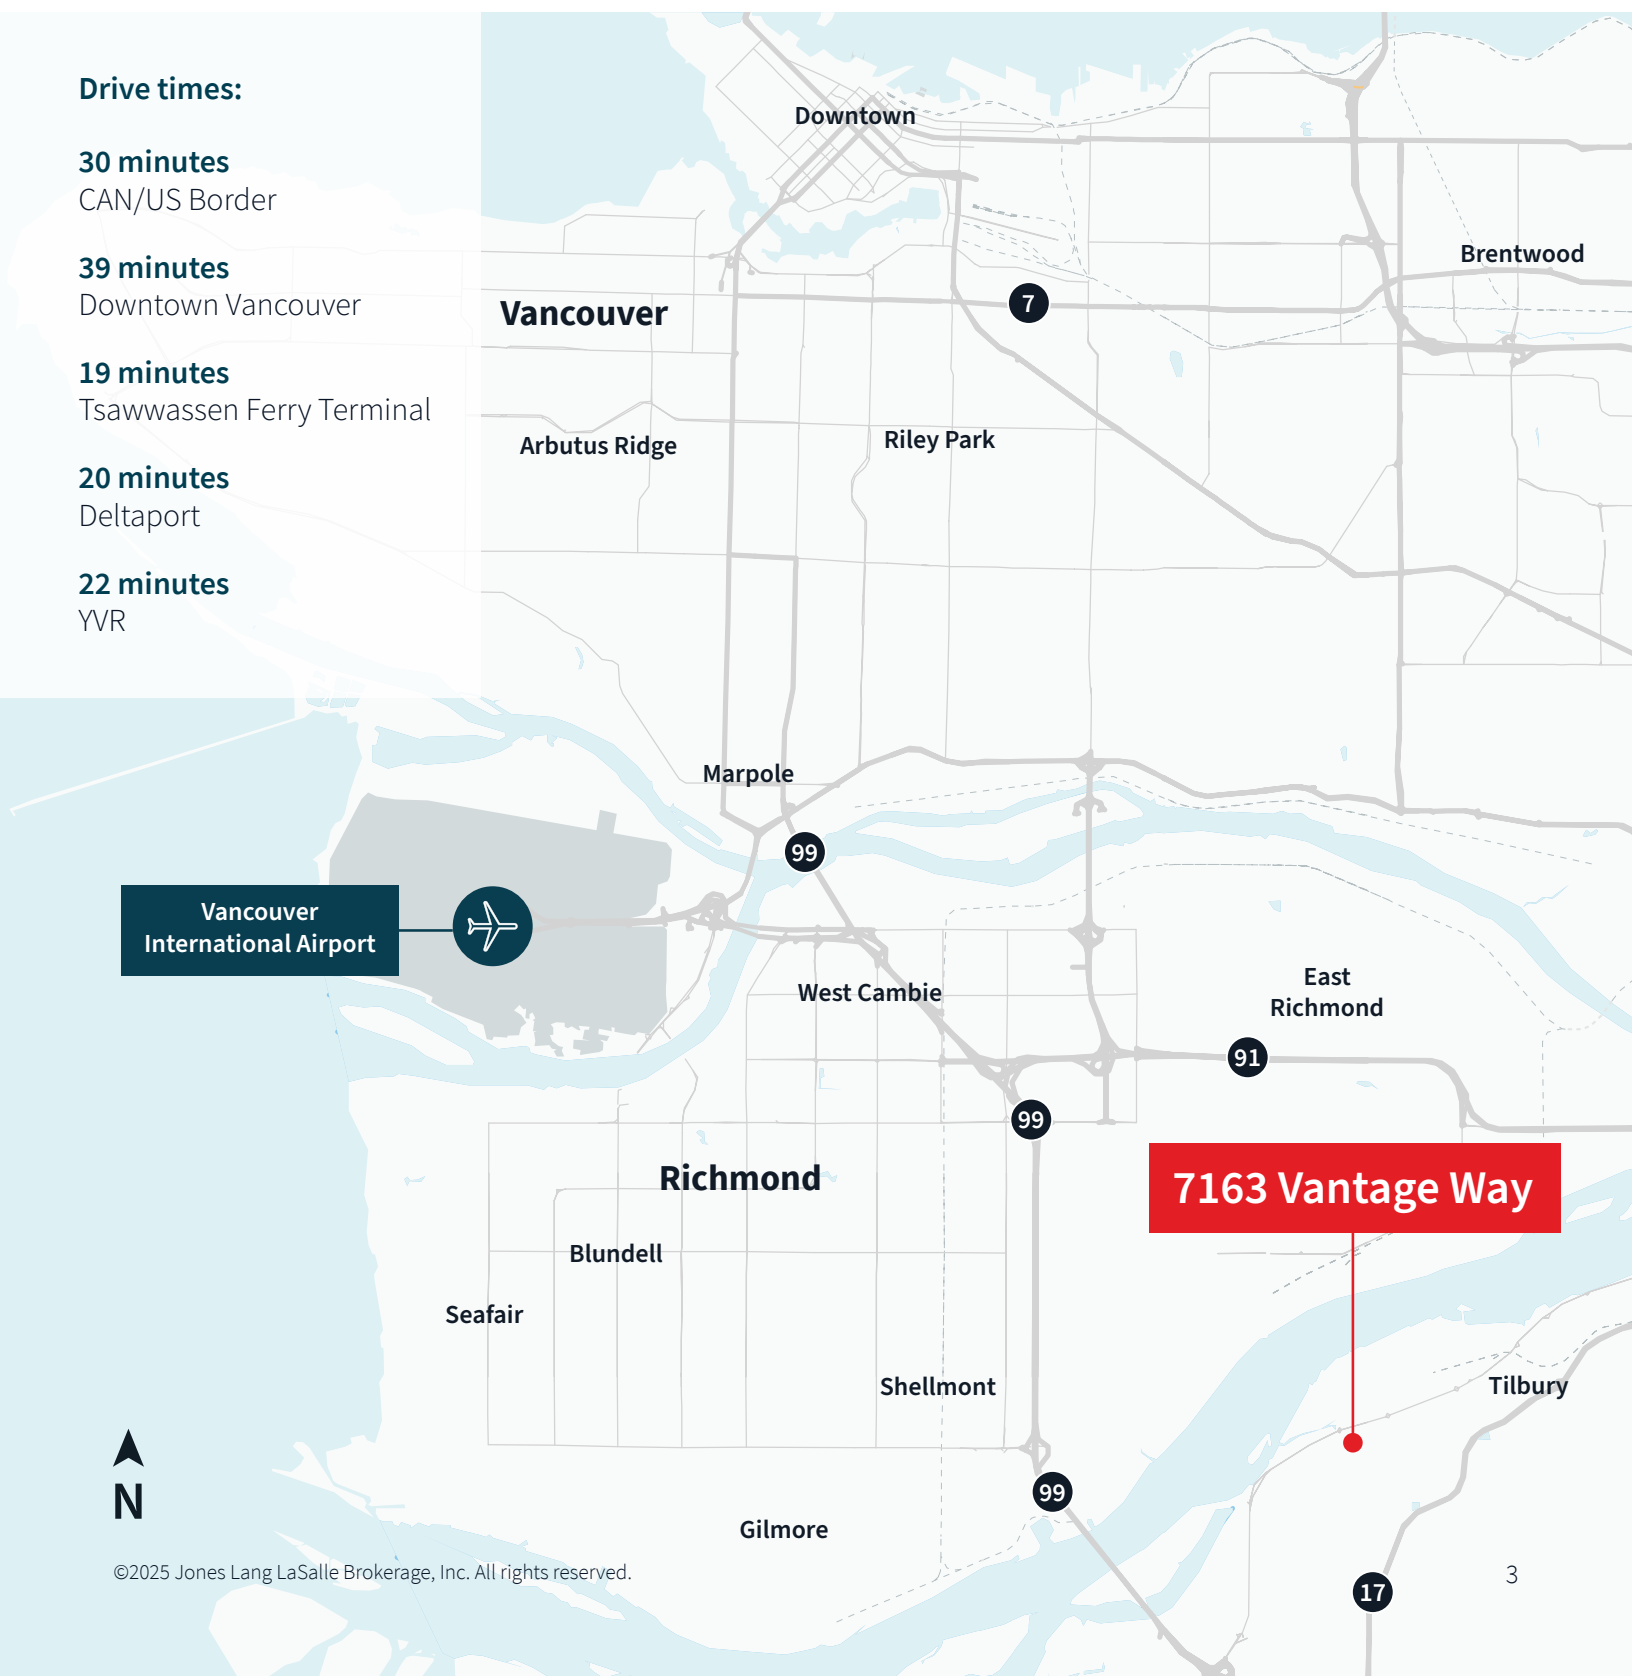 Drive times:
30 minutes
CAN/US Border
39 minutes
Downtown Vancouver
19 minutes
Tsawwassen Ferry Terminal
20 minutes
Deltaport
22 minutes
YVR
Downtown
Brentwood
Vancouver
7
Arbutus Ridge
Riley Park
Marpole
99
Vancouver
International Airport
West Cambie
East
Richmond
91
99
Richmond
7163 Vantage Way
Blundell
Seafair
Shellmont
Tilbury
99
N
Gilmore
17
©2025 Jones Lang LaSalle Brokerage, Inc. All rights reserved.
3